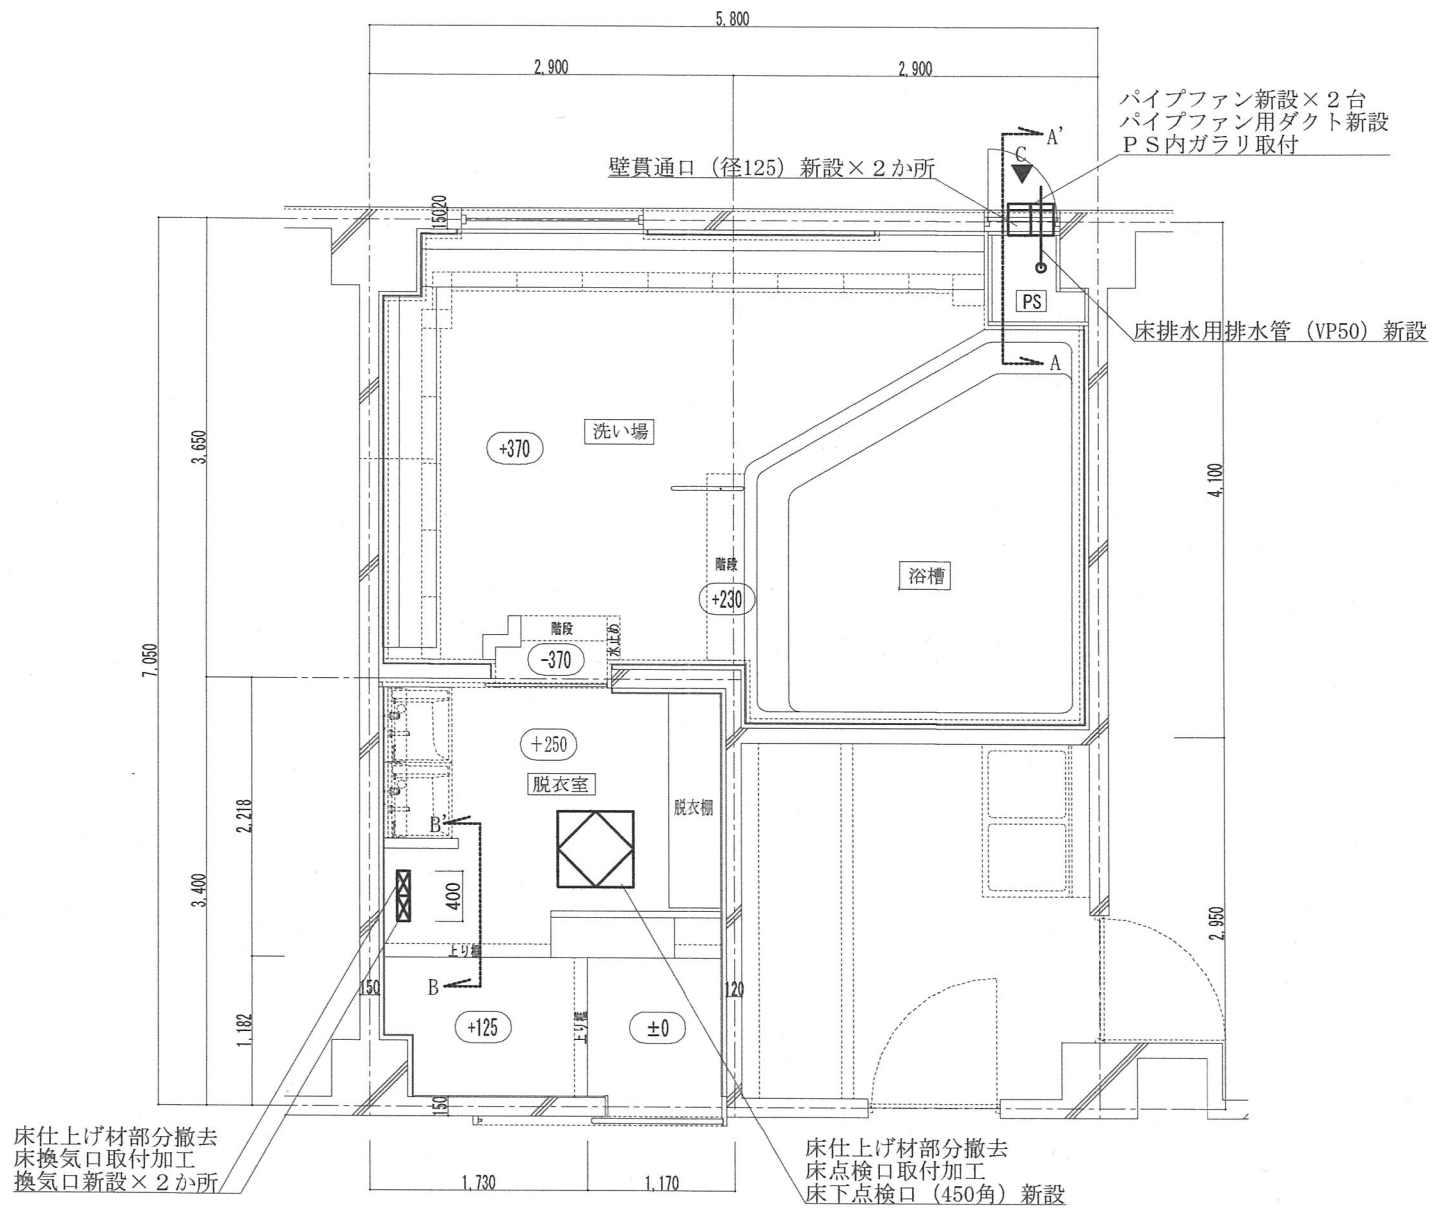 5,800
2,900
2,900
パイプファン新設×２台
パイプファン用ダクト新設
ＰＳ内ガラリ取付
A'
C
壁貫通口（径125）新設×２か所
150
20
PS
床排水用排水管（VP50）新設
A
3,650
洗い場
+370
4,100
階段
+230
浴槽
7,050
階段
水止め
-370
+250
脱衣室
脱衣棚
2,218
B'
400
3,400
2,950
上り框
B
150
120
1,182
+125
上り框
±0
150
床仕上げ材部分撤去
床換気口取付加工
換気口新設×２か所
1,730
1,170
床仕上げ材部分撤去
床点検口取付加工
床下点検口（450角）新設